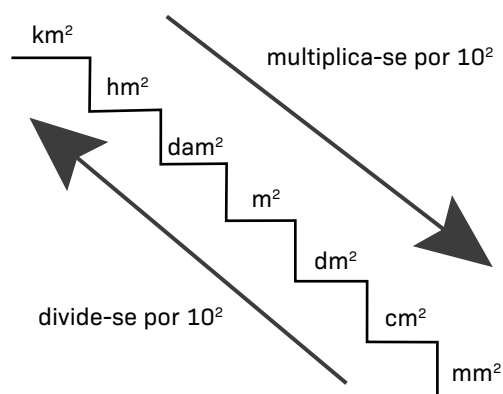 km²
multiplica-se por 10²
hm²
dam²
m²
dm²
divide-se por 10²
cm²
mm²